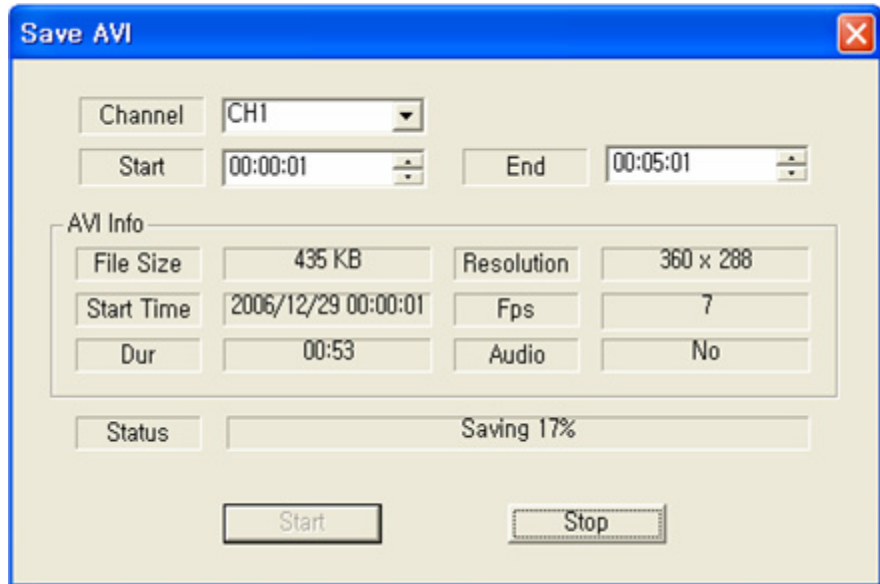 Save AVI
Channel CH1
Start 00:00:01 End 00:05:01
AVI Info
File Size 435 KB Resolution 360 x 288
Start Time 2006/12/29 00:00:01 Fps 7
Dur 00:53 Audio No
Status Saving 17%
Start Stop